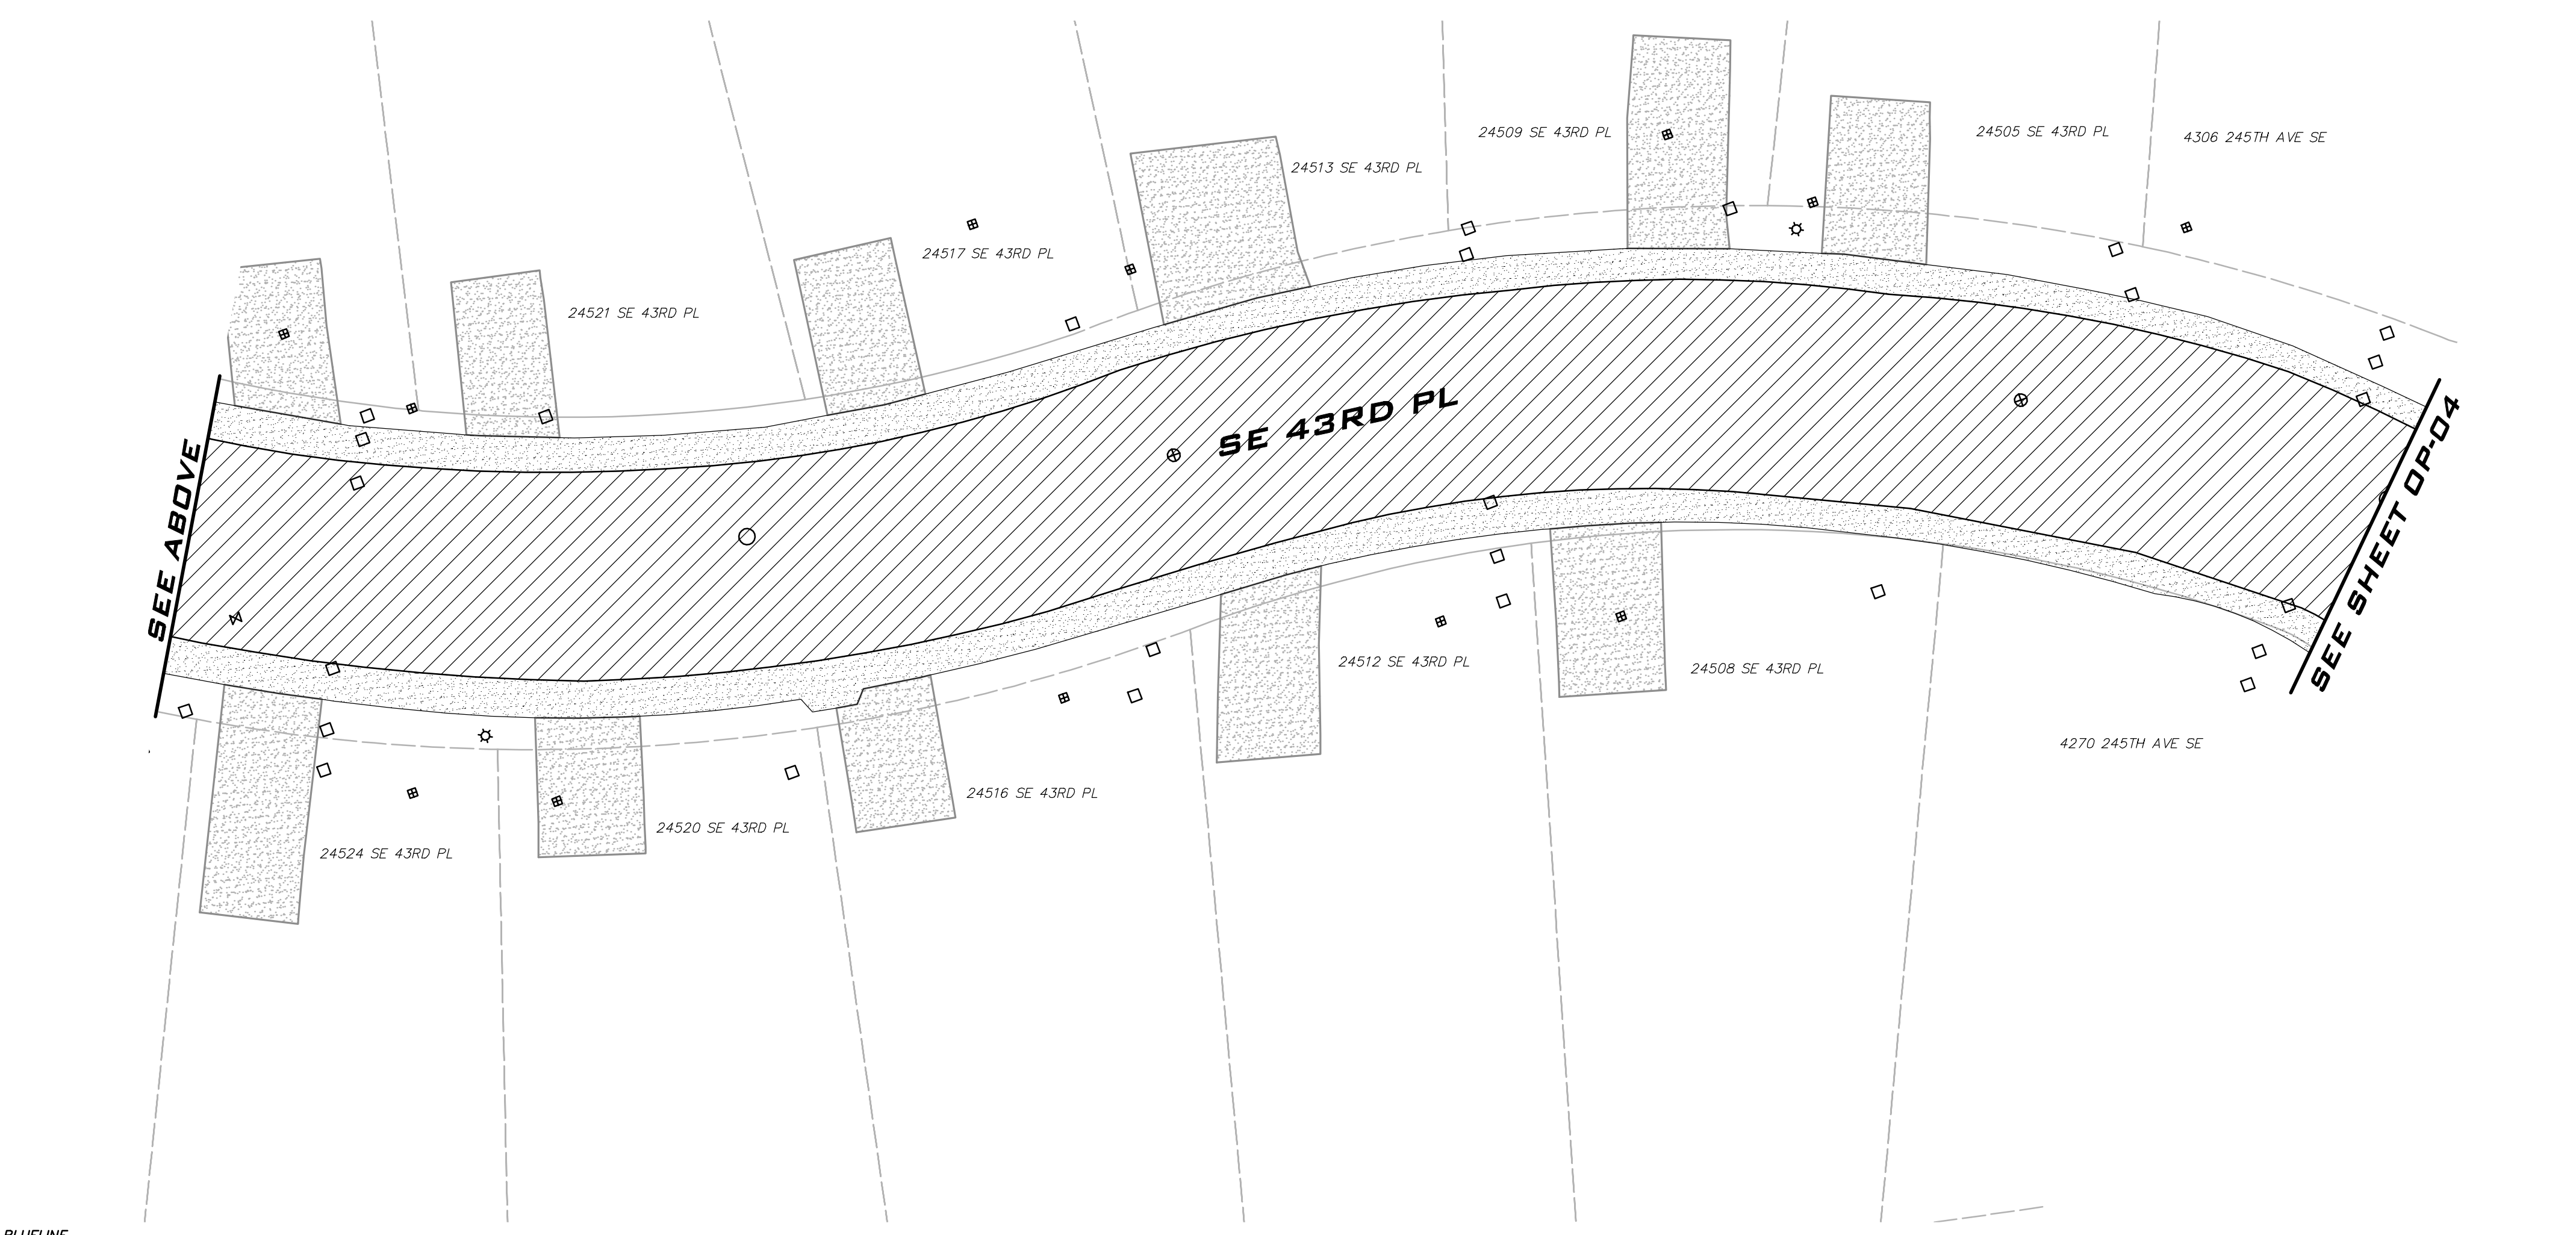 24509 SE 43RD PL
24505 SE 43RD PL
4306 245TH AVE SE
24513 SE 43RD PL
24517 SE 43RD PL
24521 SE 43RD PL
SE 43RD PL
SEE ABOVE
SEE SHEET OP-04
24512 SE 43RD PL
24508 SE 43RD PL
4270 245TH AVE SE
24516 SE 43RD PL
24520 SE 43RD PL
24524 SE 43RD PL
BLUELINE